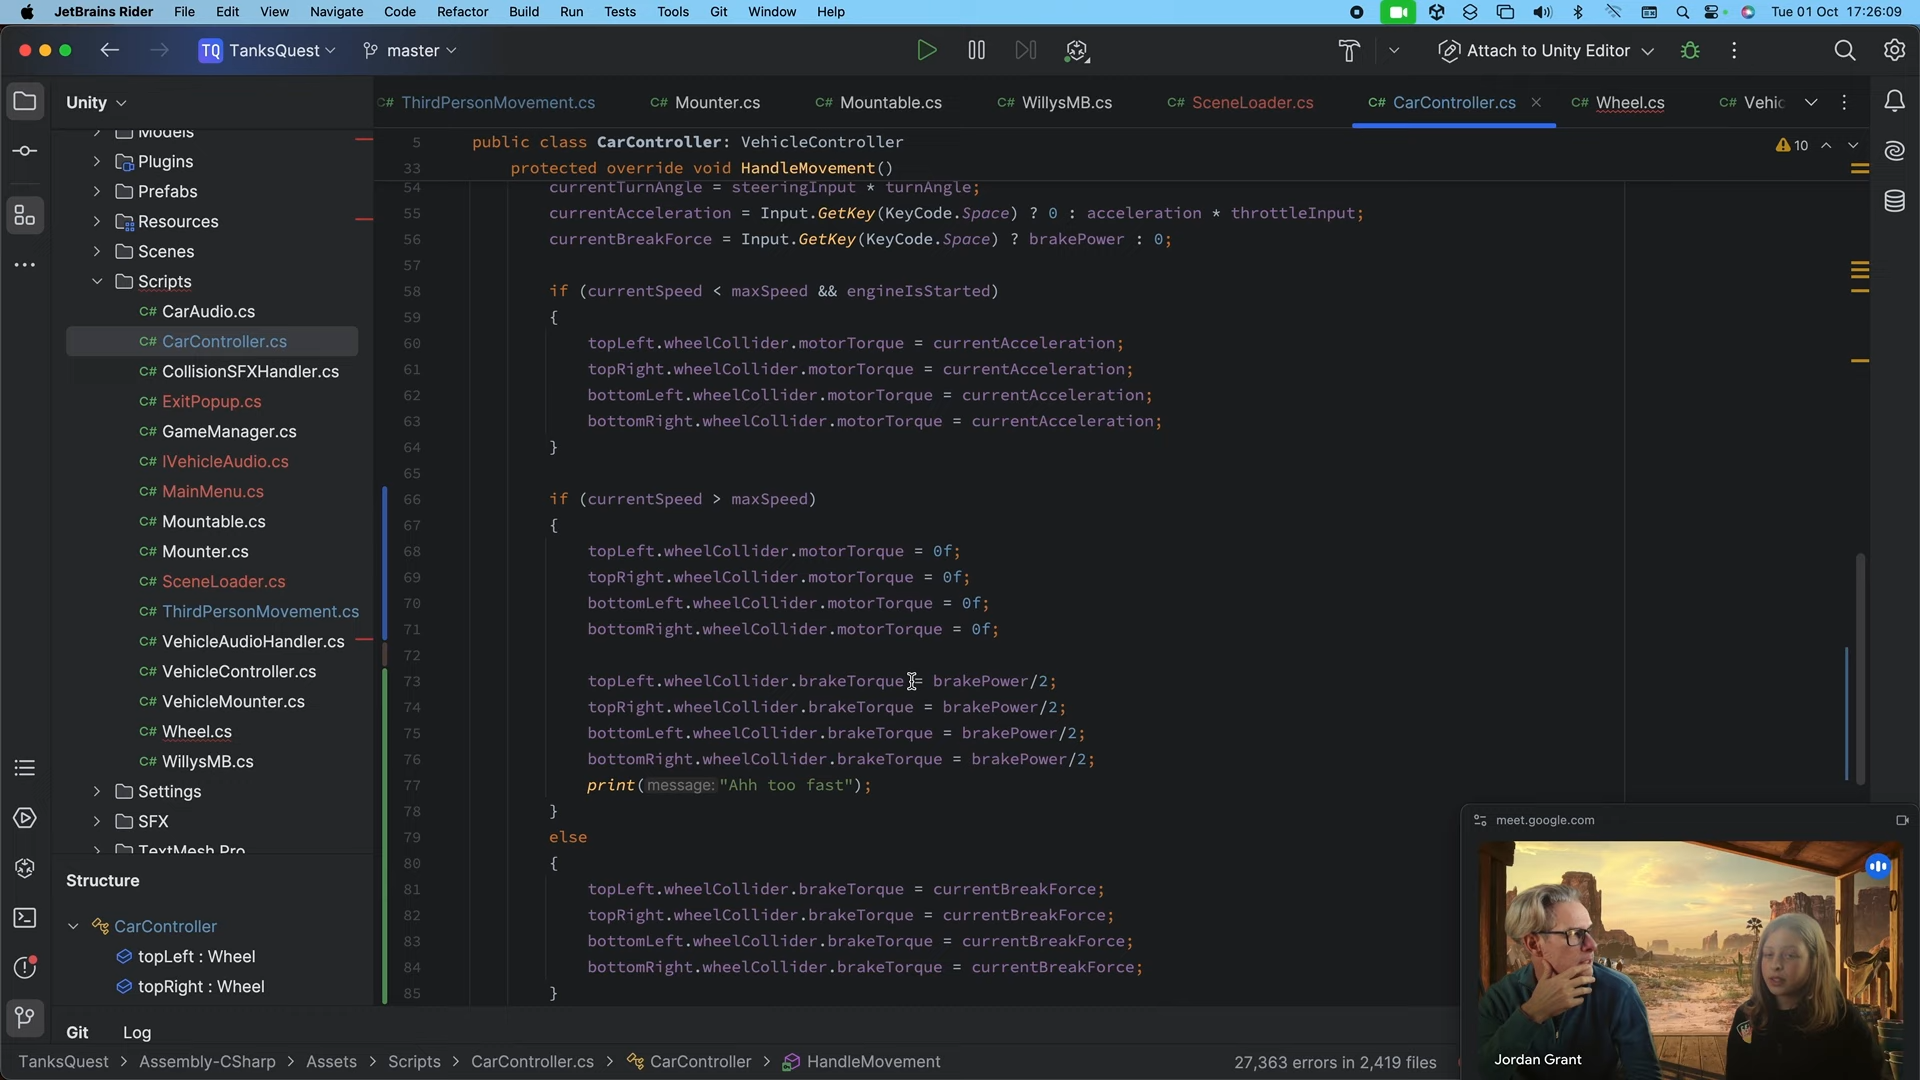 JetBrains Rider File Edit View Navigate Code Refactor Build Run Tests Tools Git Window Help Tue 01 Oct 17:26:09
TQ TanksQuest master Attach to Unity Editor
Unity
C# ThirdPersonMovement.cs C# Mounter.cs C# Mountable.cs C# WillysMB.cs C# SceneLoader.cs C# CarController.cs C# Wheel.cs C# Vehic
Models
Plugins
Prefabs
Resources
Scenes
Scripts
C# CarAudio.cs
C# CarController.cs
C# CollisionSFXHandler.cs
C# ExitPopup.cs
C# GameManager.cs
C# IVehicleAudio.cs
C# MainMenu.cs
C# Mountable.cs
C# Mounter.cs
C# SceneLoader.cs
C# ThirdPersonMovement.cs
C# VehicleAudioHandler.cs
C# VehicleController.cs
C# VehicleMounter.cs
C# Wheel.cs
C# WillysMB.cs
Settings
SFX
TextMesh Pro
Structure
CarController
topLeft : Wheel
topRight : Wheel
10
5 public class CarController: VehicleController
33 protected override void HandleMovement()
54 currentTurnAngle = steeringInput * turnAngle;
55 currentAcceleration = Input.GetKey(KeyCode.Space) ? 0 : acceleration * throttleInput;
56 currentBreakForce = Input.GetKey(KeyCode.Space) ? brakePower : 0;
57
58 if (currentSpeed < maxSpeed && engineIsStarted)
59 {
60 topLeft.wheelCollider.motorTorque = currentAcceleration;
61 topRight.wheelCollider.motorTorque = currentAcceleration;
62 bottomLeft.wheelCollider.motorTorque = currentAcceleration;
63 bottomRight.wheelCollider.motorTorque = currentAcceleration;
64 }
65
66 if (currentSpeed > maxSpeed)
67 {
68 topLeft.wheelCollider.motorTorque = 0f;
69 topRight.wheelCollider.motorTorque = 0f;
70 bottomLeft.wheelCollider.motorTorque = 0f;
71 bottomRight.wheelCollider.motorTorque = 0f;
72
73 topLeft.wheelCollider.brakeTorque = brakePower/2;
74 topRight.wheelCollider.brakeTorque = brakePower/2;
75 bottomLeft.wheelCollider.brakeTorque = brakePower/2;
76 bottomRight.wheelCollider.brakeTorque = brakePower/2;
77 print(message:"Ahh too fast");
78 }
79 else
80 {
81 topLeft.wheelCollider.brakeTorque = currentBreakForce;
82 topRight.wheelCollider.brakeTorque = currentBreakForce;
83 bottomLeft.wheelCollider.brakeTorque = currentBreakForce;
84 bottomRight.wheelCollider.brakeTorque = currentBreakForce;
85 }
meet.google.com
Jordan Grant
Git Log
TanksQuest > Assembly-CSharp > Assets > Scripts > CarController.cs > CarController > HandleMovement 27,363 errors in 2,419 files